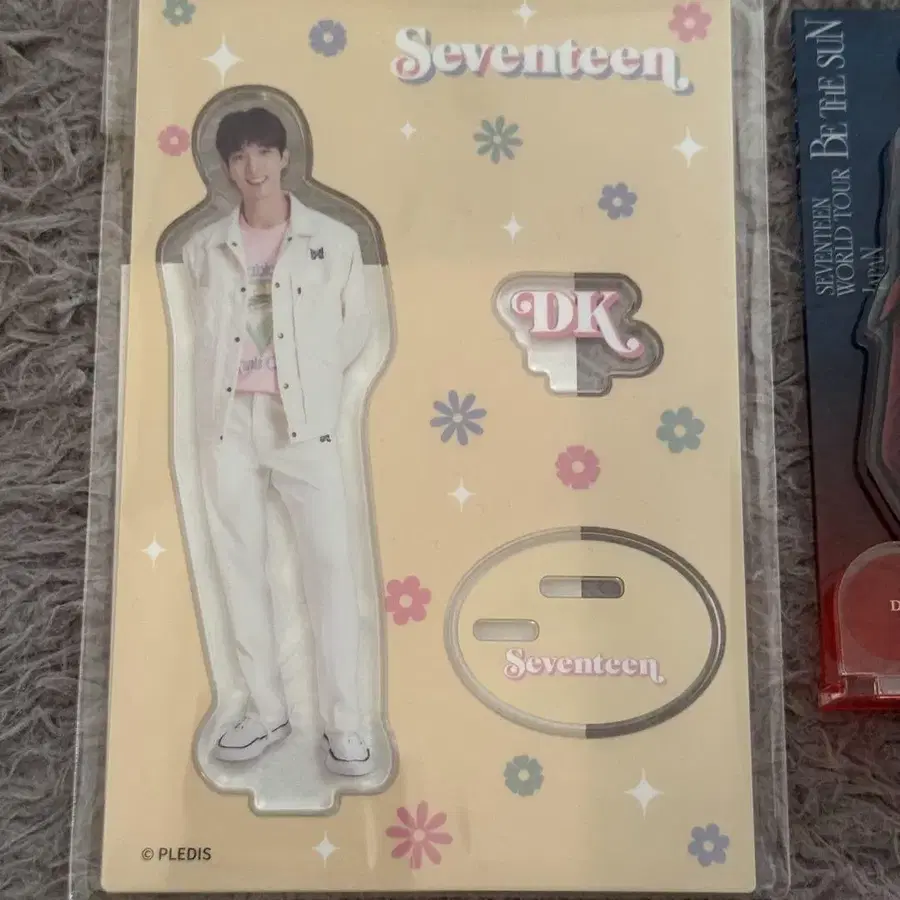 Seventeen
DK
Seventeen
© PLEDIS
SEVENTEEN
WORLD TOUR BE THE SUN
JAPAN
D